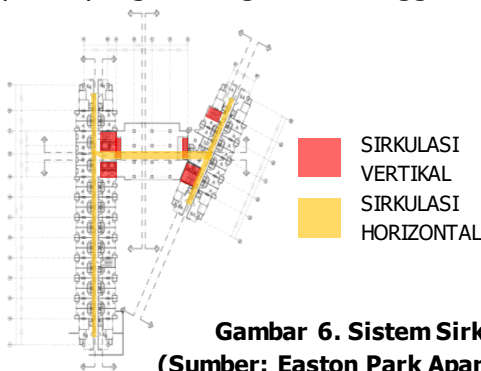 SIRKULASI
VERTIKAL
SIRKULASI
HORIZONTAL
Gambar 6. Sistem Sirk
(Sumber: Easton Park Apar